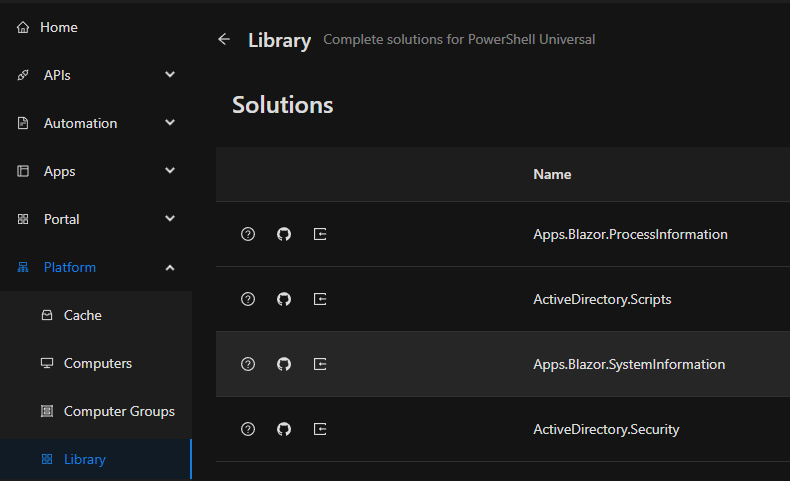 Home
APIs
Automation
Apps
Portal
Platform
Cache
Computers
Computer Groups
Library
Library Complete solutions for PowerShell Universal
Solutions
Name
Apps.Blazor.ProcessInformation
ActiveDirectory.Scripts
Apps.Blazor.SystemInformation
ActiveDirectory.Security